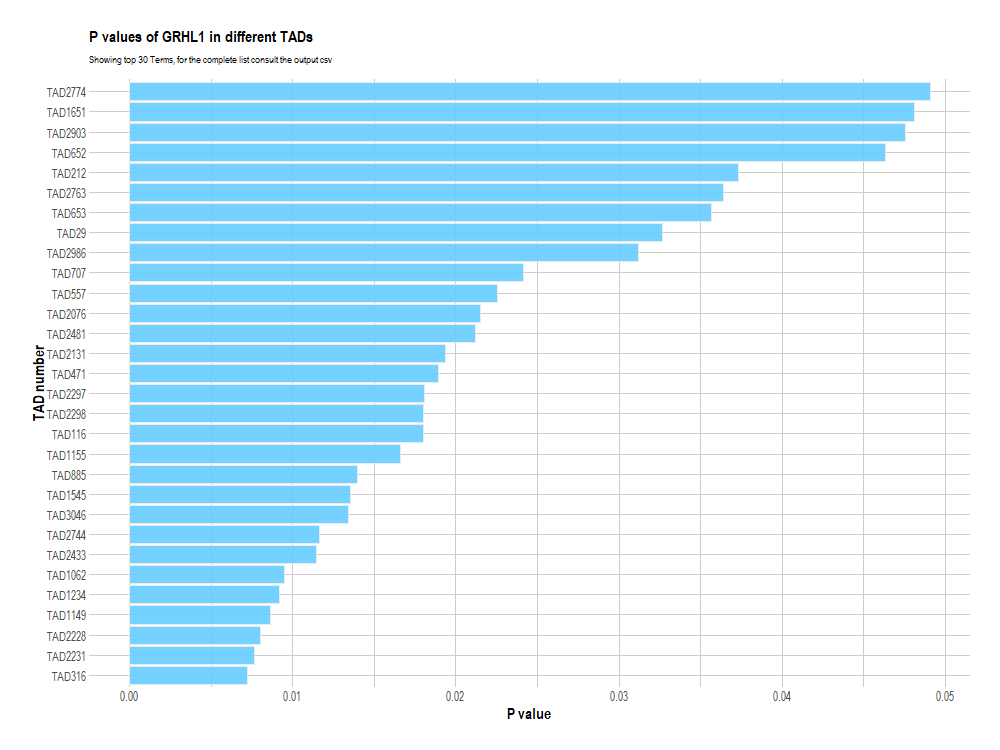 P values of GRHL1 in different TADs
Showing top 30 Terms, for the complete list consult the output csv
TAD number
TAD2774
TAD1651
TAD2903
TAD652
TAD212
TAD2763
TAD653
TAD29
TAD2986
TAD707
TAD557
TAD2076
TAD2481
TAD2131
TAD471
TAD2297
TAD2298
TAD116
TAD1155
TAD885
TAD1545
TAD3046
TAD2744
TAD2433
TAD1062
TAD1234
TAD1149
TAD2228
TAD2231
TAD316
0.00 0.01 0.02 0.03 0.04 0.05
P value